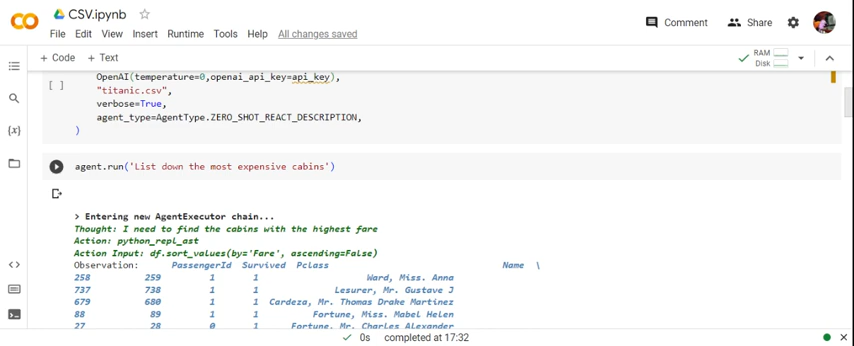 CSV.ipynb
File Edit View Insert Runtime Tools Help All changes saved
Comment Share
+ Code + Text
RAM
Disk
[ ]
OpenAI(temperature=0,openai_api_key=api_key),
"titanic.csv",
verbose=True,
agent_type=AgentType.ZERO_SHOT_REACT_DESCRIPTION,
)
agent.run('List down the most expensive cabins')
> Entering new AgentExecutor chain...
Thought: I need to find the cabins with the highest fare
Action: python_repl_ast
Action Input: df.sort_values(by='Fare', ascending=False)
Observation: PassengerId Survived Pclass Name \
258 259 1 1 Ward, Miss. Anna
737 738 1 1 Lesurer, Mr. Gustave J
679 680 1 1 Cardeza, Mr. Thomas Drake Martinez
88 89 1 1 Fortune, Miss. Mabel Helen
27 28 0 1 Fortune, Mr. Charles Alexander
{x}
<>
0s completed at 17:32